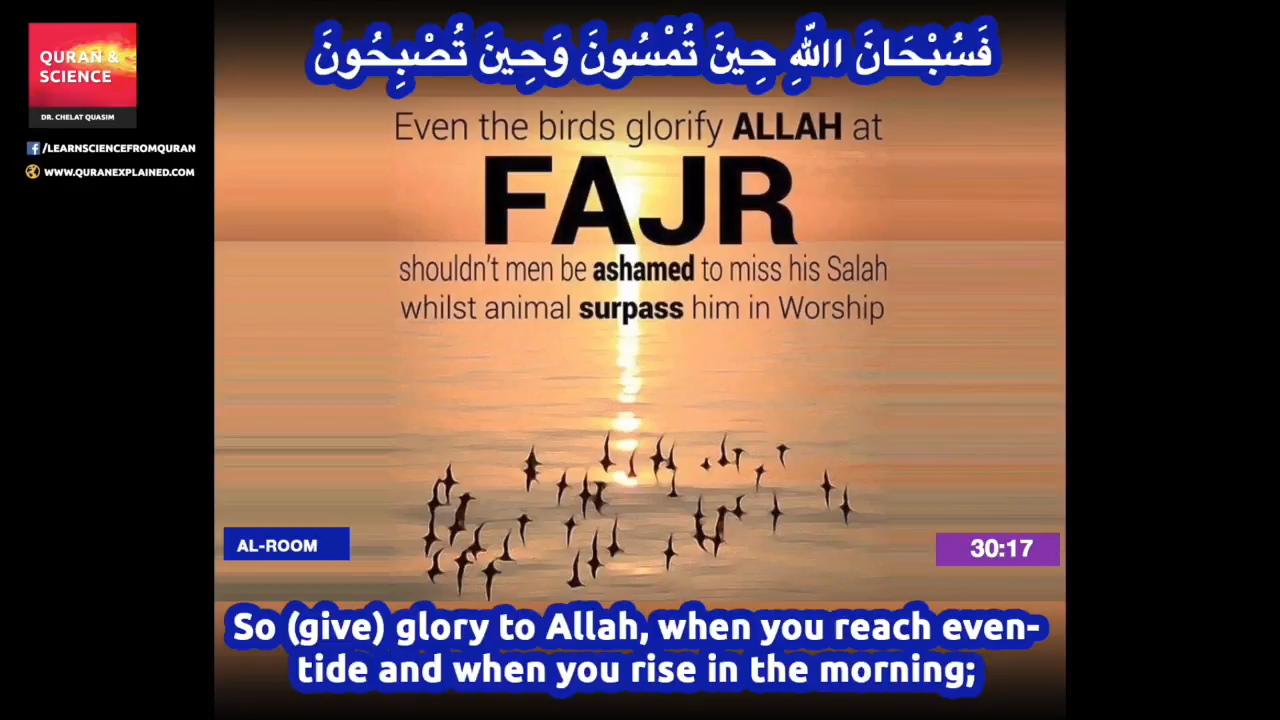 QURAN &
SCIENCE
DR. CHELAT QUASIM
/LEARNSCIENCEFROMQURAN
WWW.QURANEXPLAINED.COM
فَسُبْحَانَ اللهِ حِينَ تُمْسُونَ وَحِينَ تُصْبِحُونَ
Even the birds glorify ALLAH at
FAJR
shouldn't men be ashamed to miss his Salah
whilst animal surpass him in Worship
AL-ROOM
30:17
So (give) glory to Allah, when you reach even-
tide and when you rise in the morning;